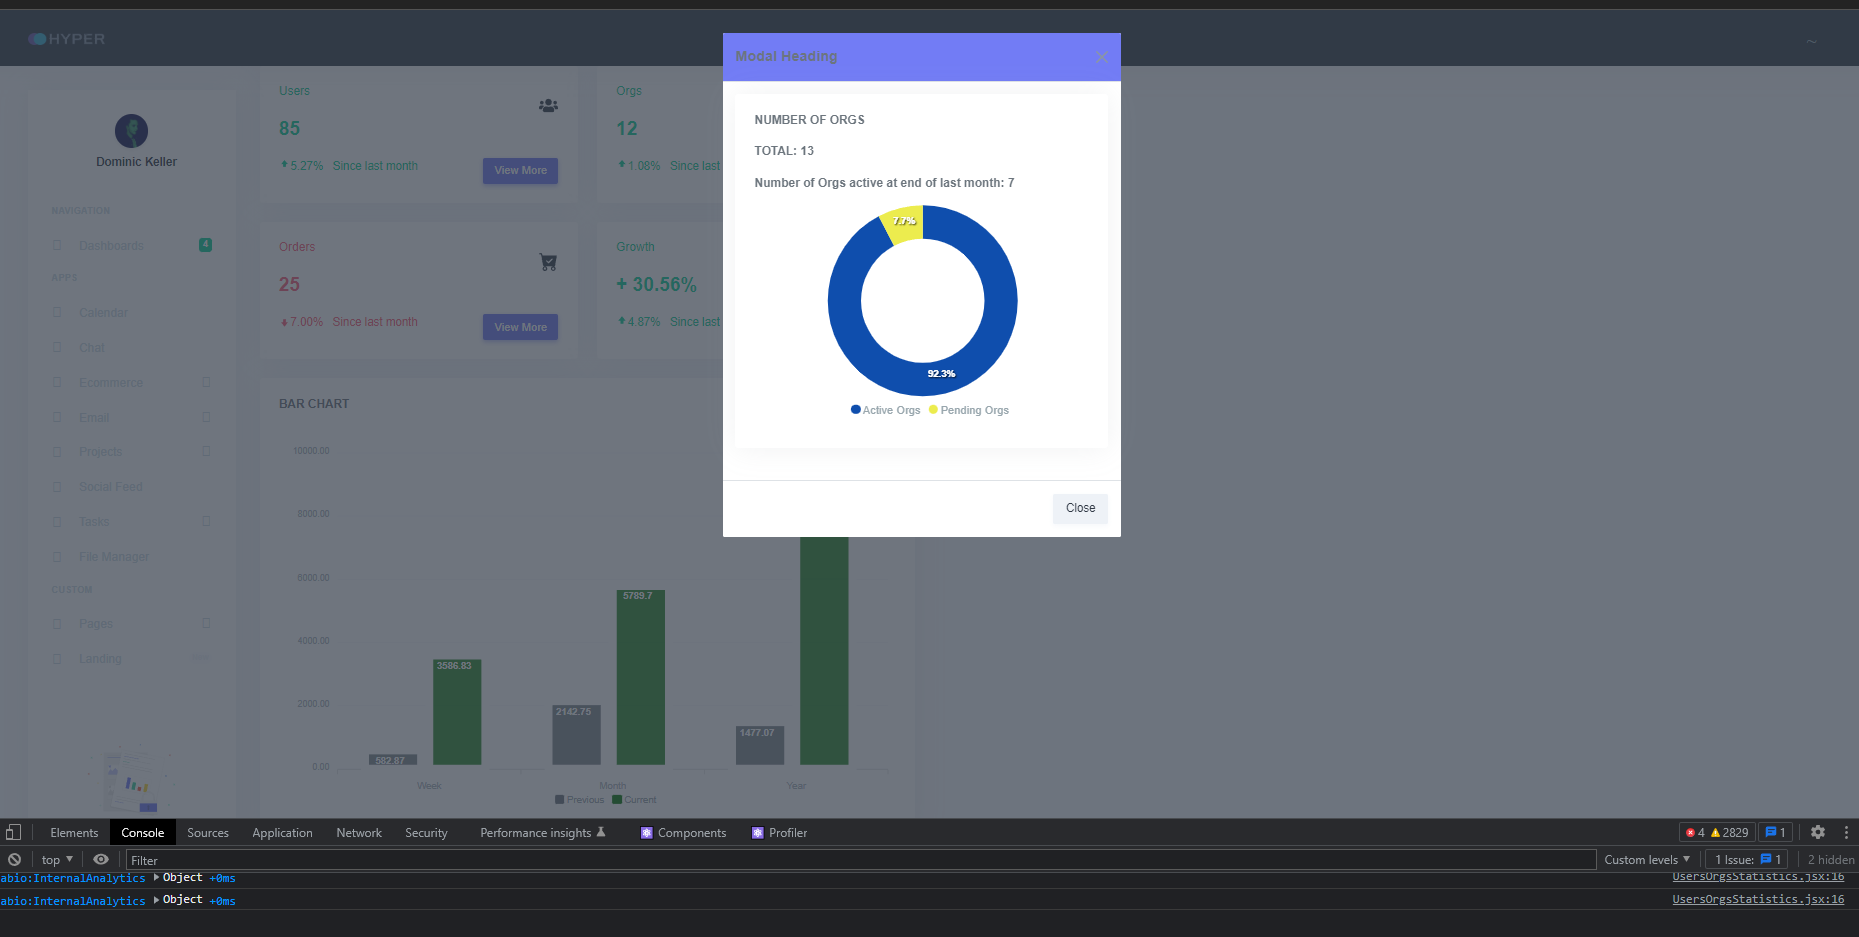 HYPER
Modal Heading
NUMBER OF ORGS
TOTAL: 13
Number of Orgs active at end of last month: 7
7.7%
92.3%
Active Orgs
Pending Orgs
Close
Dominic Keller
NAVIGATION
Dashboards
4
APPS
Calendar
Chat
Ecommerce
Email
Projects
Social Feed
Tasks
File Manager
CUSTOM
Pages
Landing
Users
85
5.27% Since last month
View More
Orgs
12
1.08% Since last
Orders
25
7.00% Since last month
View More
Growth
+ 30.56%
4.87% Since last
BAR CHART
10000.00
8000.00
6000.00
4000.00
2000.00
0.00
582.87
3586.83
2142.75
5789.7
1477.07
Week
Month
Year
Previous
Current
Elements
Console
Sources
Application
Network
Security
Performance insights
Components
Profiler
4
2829
1
top
Filter
Custom levels
1 Issue:
1
2 hidden
abio:InternalAnalytics Object +0ms
UsersOrgsStatistics.jsx:16
abio:InternalAnalytics Object +0ms
UsersOrgsStatistics.jsx:16